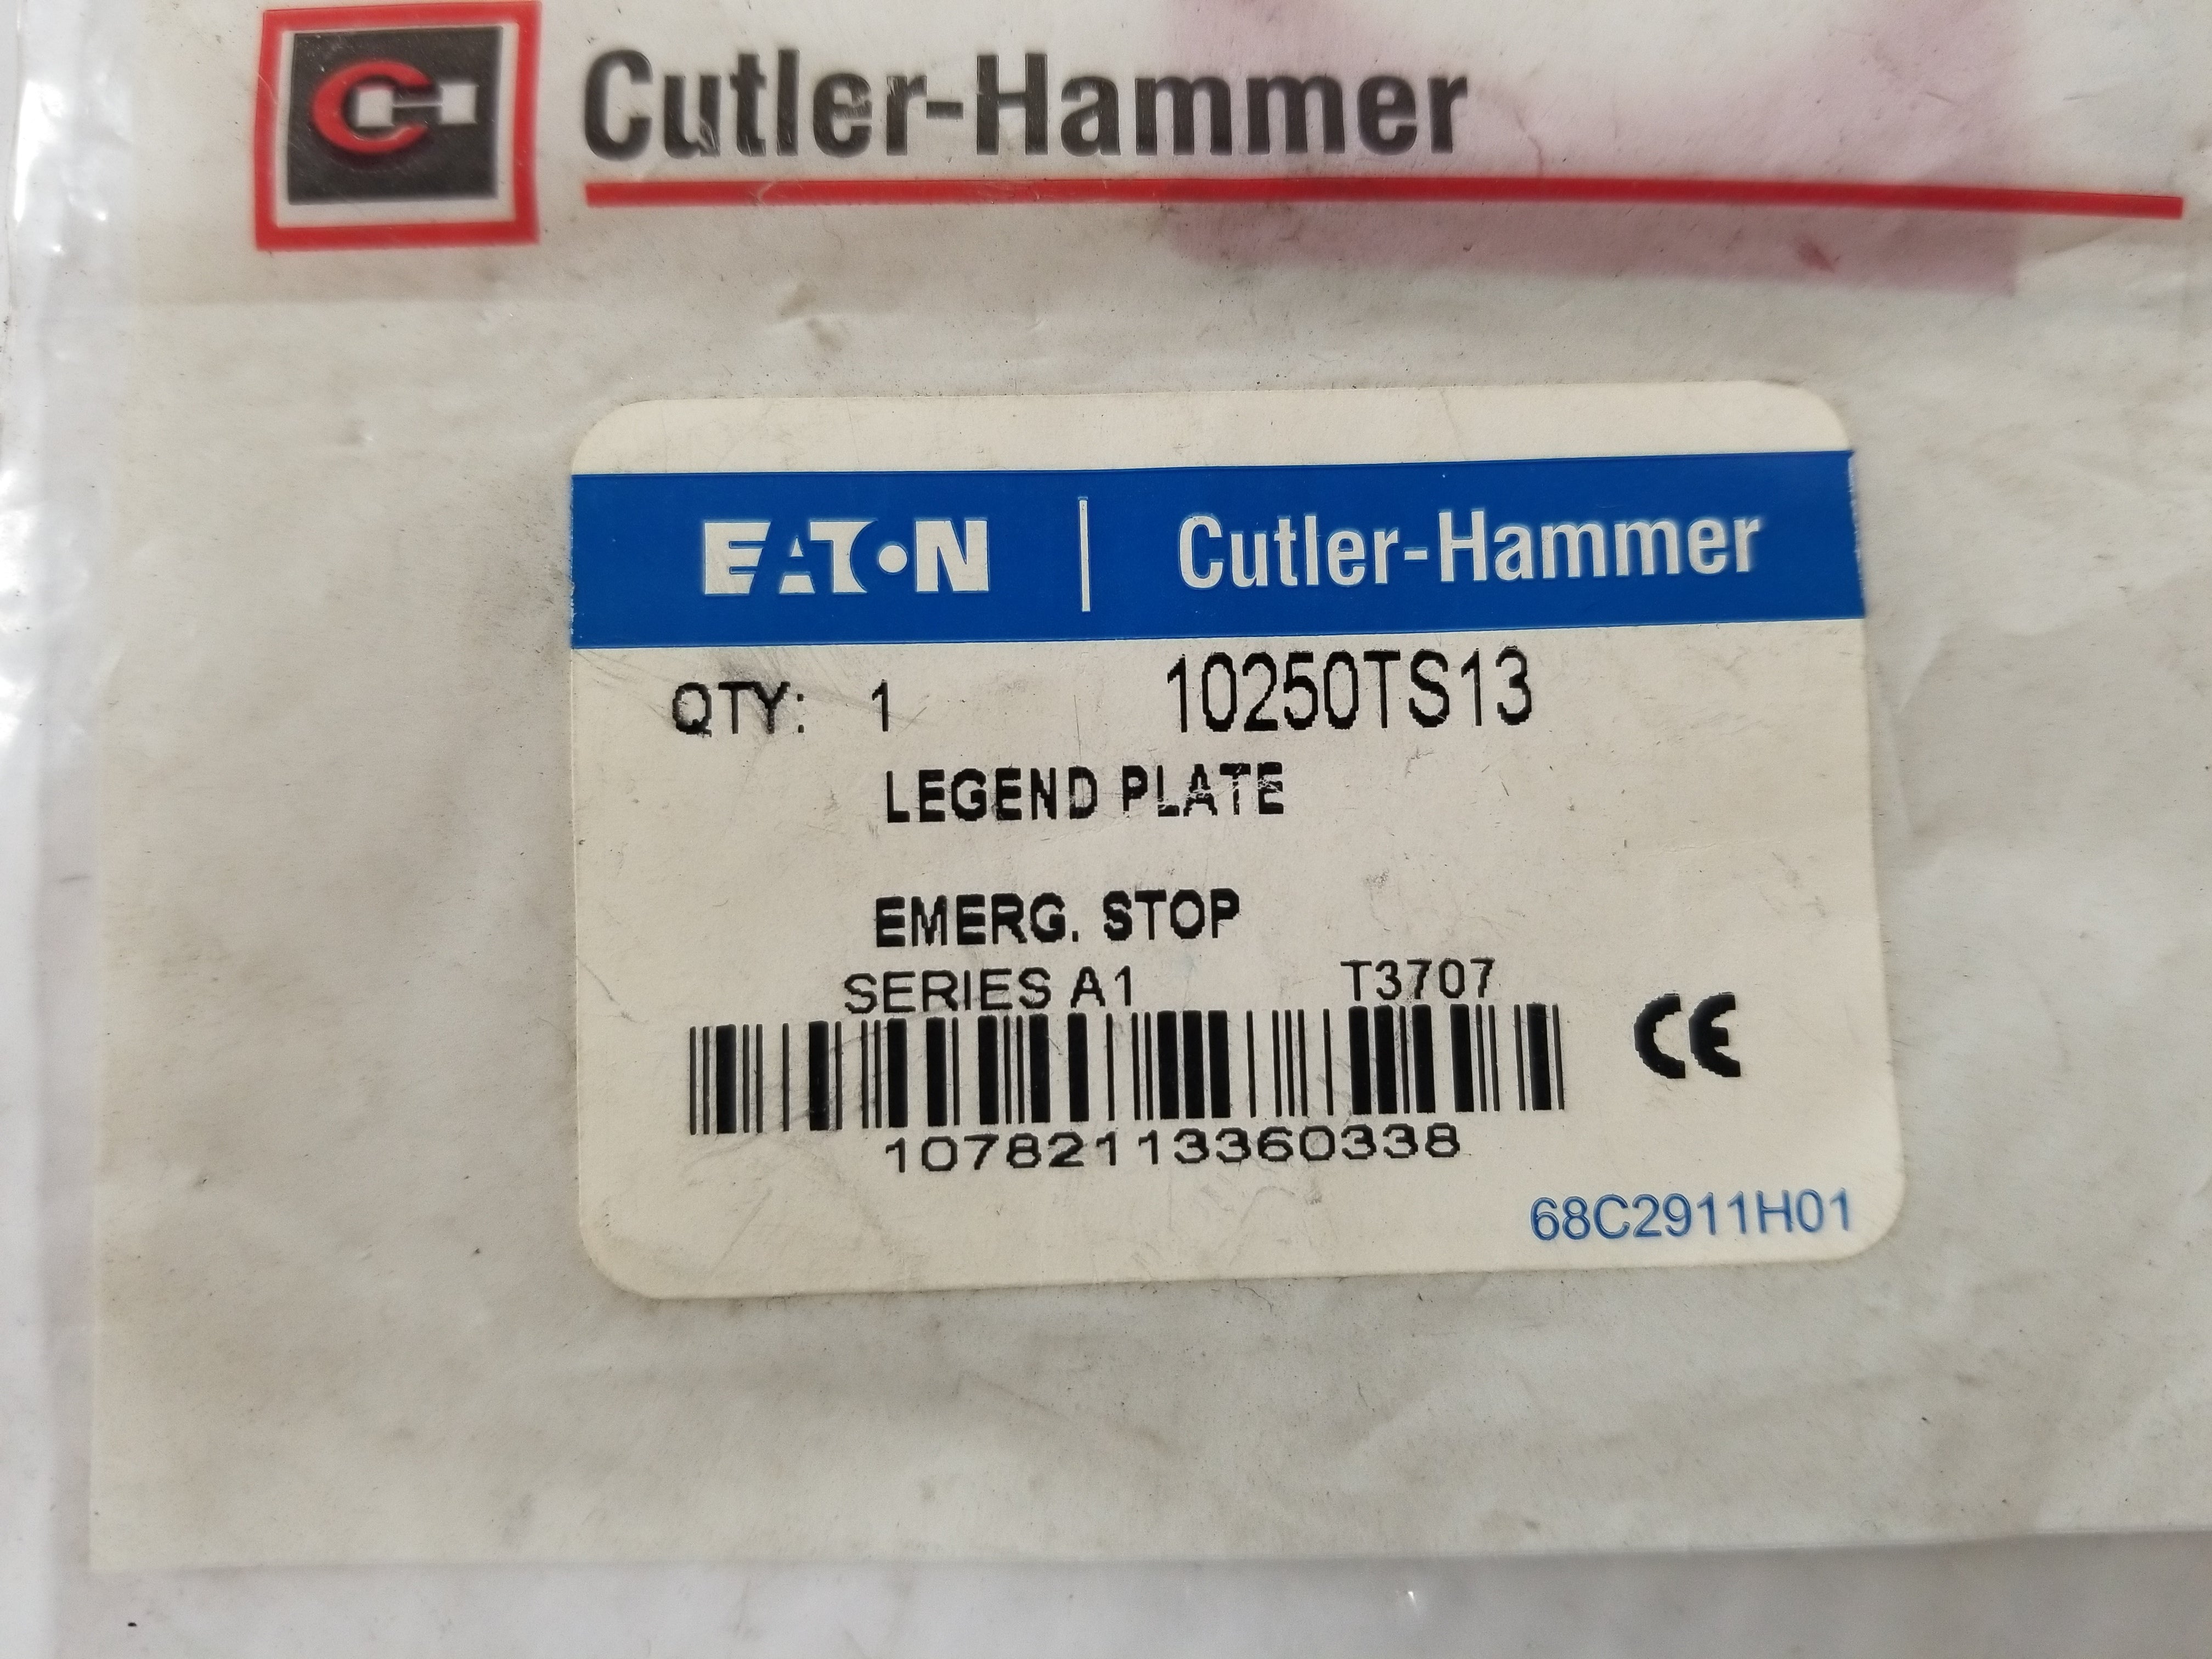 Cutler-Hammer
EATON | Cutler-Hammer
QTY: 1 10250TS13
LEGEND PLATE
EMERG. STOP
SERIES A1 T3707
CE
10782113360338
68C2911H01